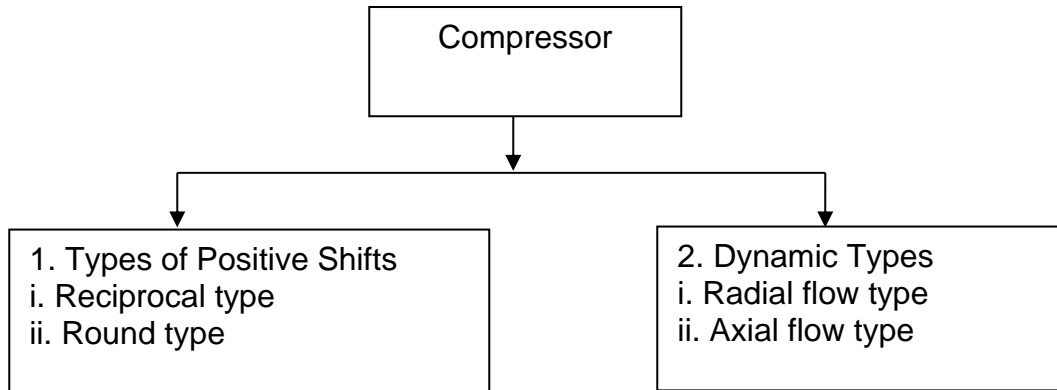 Compressor
1. Types of Positive Shifts
i. Reciprocal type
ii. Round type
2. Dynamic Types
i. Radial flow type
ii. Axial flow type